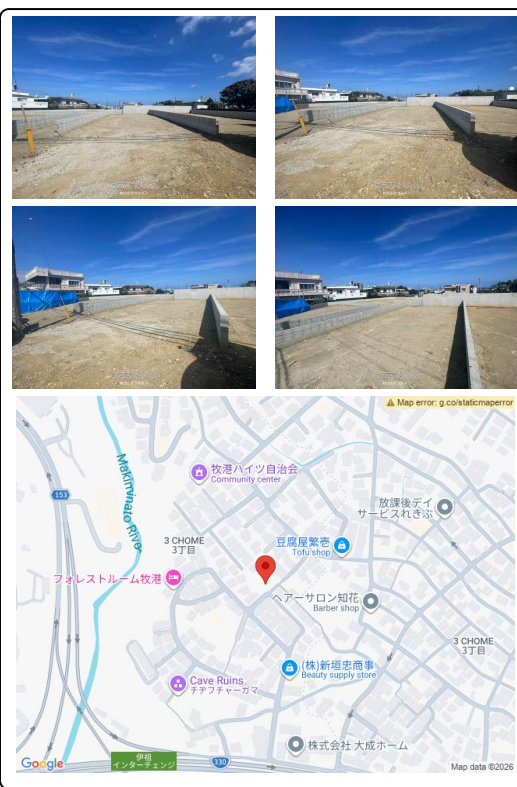 Map error: g.co/staticmaperror
Makiminato River
153
牧港ハイツ自治会
Community center
放課後デイ
サービスれきぶ
3 CHOME
3丁目
豆腐屋繁壱
Tofu shop
フォレストルーム牧港
ヘアーサロン知花
Barber shop
3 CHOME
3丁目
(株)新垣忠商事
Beauty supply store
Cave Ruins
チヂフチャーガマ
株式会社 大成ホーム
伊祖
インターチェンジ
330
Google
Map data ©2026